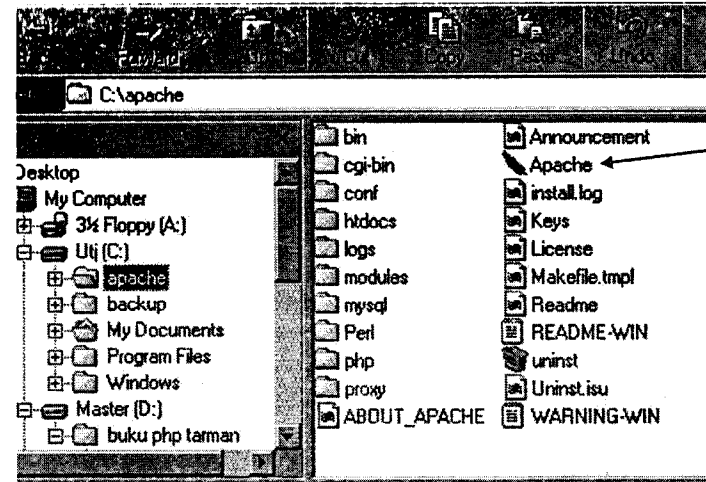 Forward Copy Paste Undo
C:\apache
Desktop
My Computer
3½ Floppy (A:)
Utj (C:)
apache
backup
My Documents
Program Files
Windows
Master (D:)
buku php tarman
bin
cgi-bin
conf
htdocs
logs
modules
mysql
Perl
php
proxy
ABOUT_APACHE
Announcement
Apache
install.log
Keys
License
Makefile.tmpl
Readme
README-WIN
uninst
Uninst.isu
WARNING-WIN